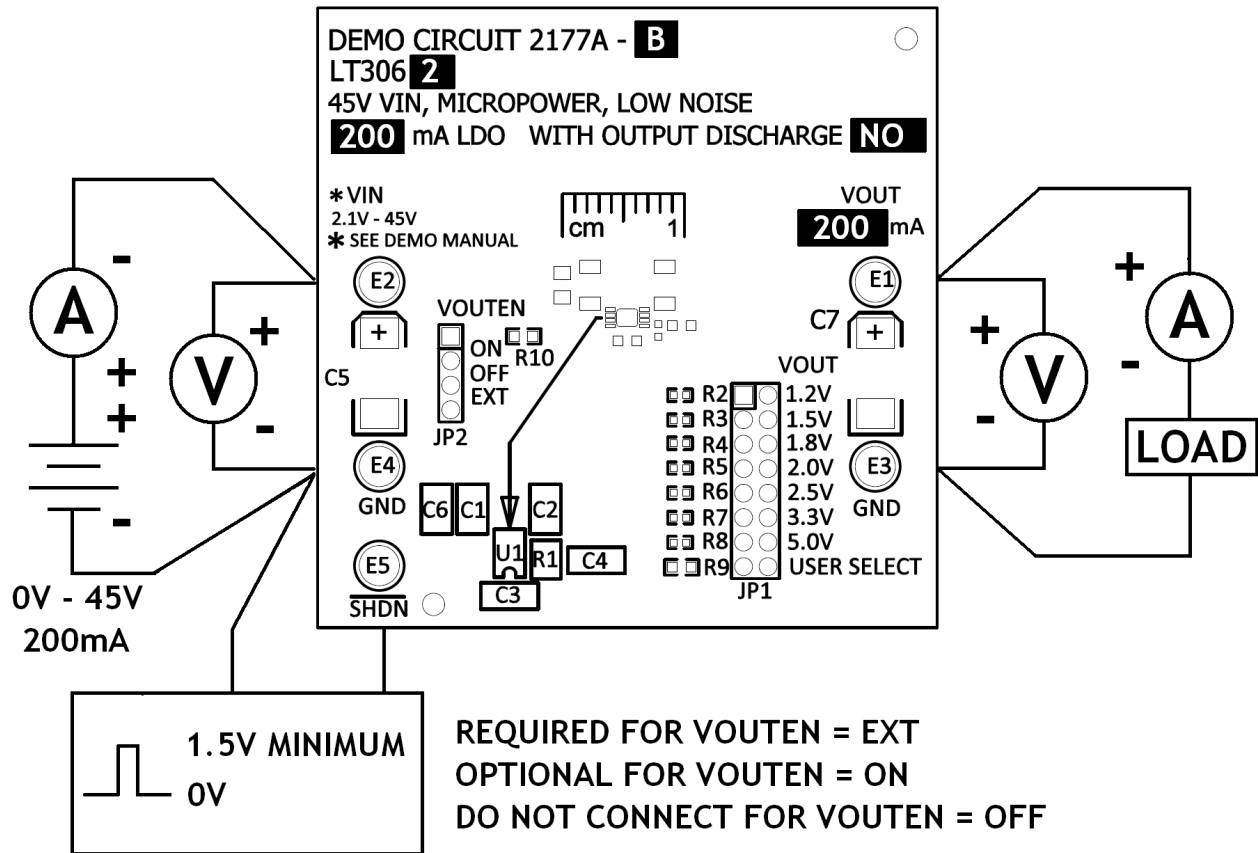 DEMO CIRCUIT 2177A - B
LT306 2
45V VIN, MICROPOWER, LOW NOISE
200 mA LDO WITH OUTPUT DISCHARGE NO
* VIN
2.1V - 45V
* SEE DEMO MANUAL
cm 1
VOUT
200 mA
-
A
+
+
-
0V - 45V
200mA
+
V
-
E2
+
C5
E4
GND
E5
SHDN
VOUTEN
ON
OFF
EXT
JP2
R10
C6 C1 C2
U1 R1 C4
C3
E1
C7 +
VOUT
R2 1.2V
R3 1.5V
R4 1.8V
R5 2.0V
R6 2.5V
R7 3.3V
R8 5.0V
R9 USER SELECT
JP1
E3
GND
+
V
-
+
A
-
LOAD
1.5V MINIMUM
0V
REQUIRED FOR VOUTEN = EXT
OPTIONAL FOR VOUTEN = ON
DO NOT CONNECT FOR VOUTEN = OFF